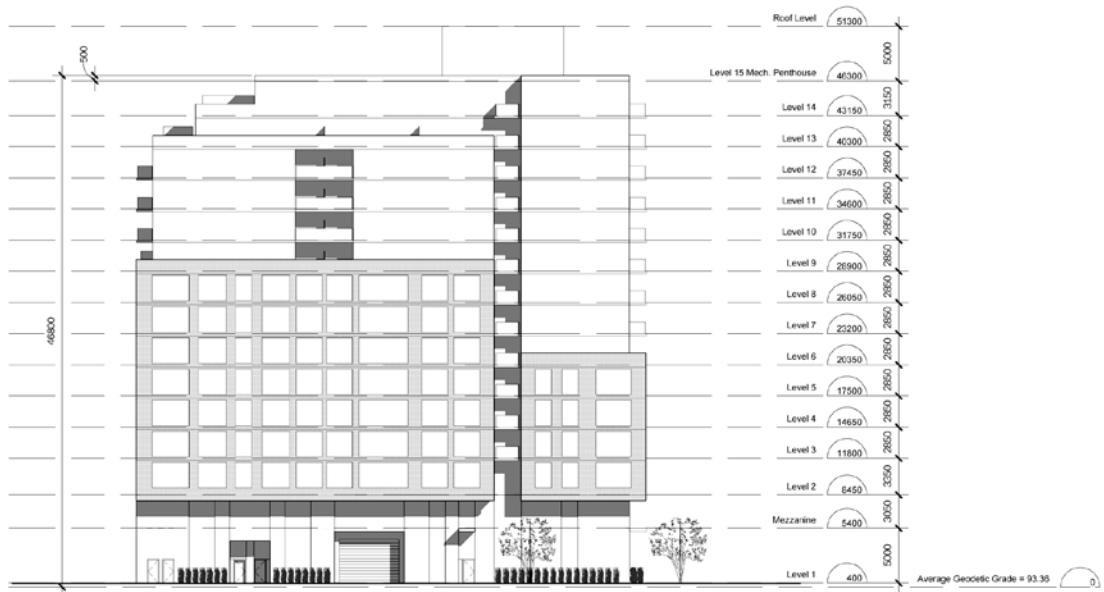 Roof Level 51300
5000
500
Level 15 Mech. Penthouse 46300
3150
Level 14 43150
2850
Level 13 40300
2850
Level 12 37450
2850
Level 11 34600
2850
Level 10 31750
2850
Level 9 28900
2850
Level 8 26050
2850
46800
Level 7 23200
2850
Level 6 20350
2850
Level 5 17500
2850
Level 4 14650
2850
Level 3 11800
3350
Level 2 8450
3050
Mezzanine 5400
5000
Level 1 400
Average Geodetic Grade = 93.36 0